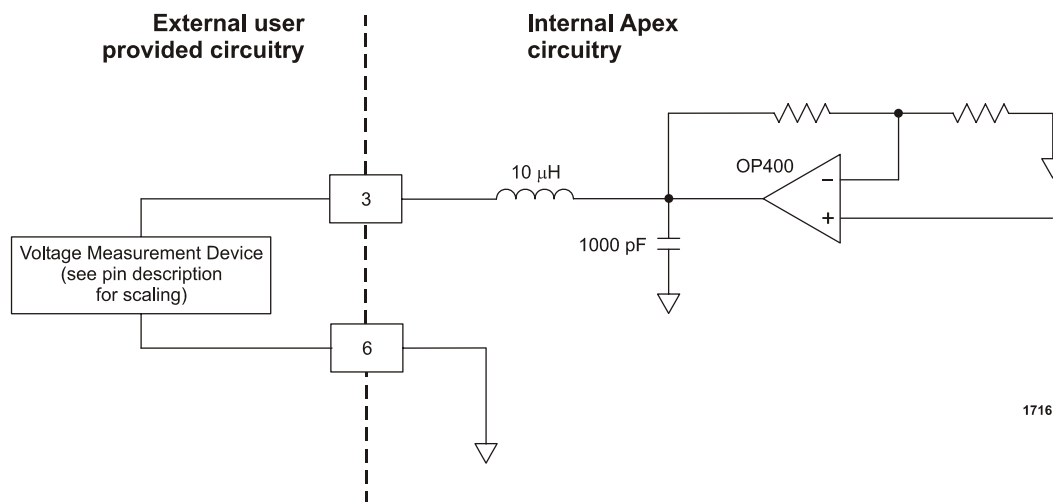 External user
provided circuitry
Internal Apex
circuitry
OP400
−
+
10 μH
3
1000 pF
Voltage Measurement Device
(see pin description
for scaling)
6
1716